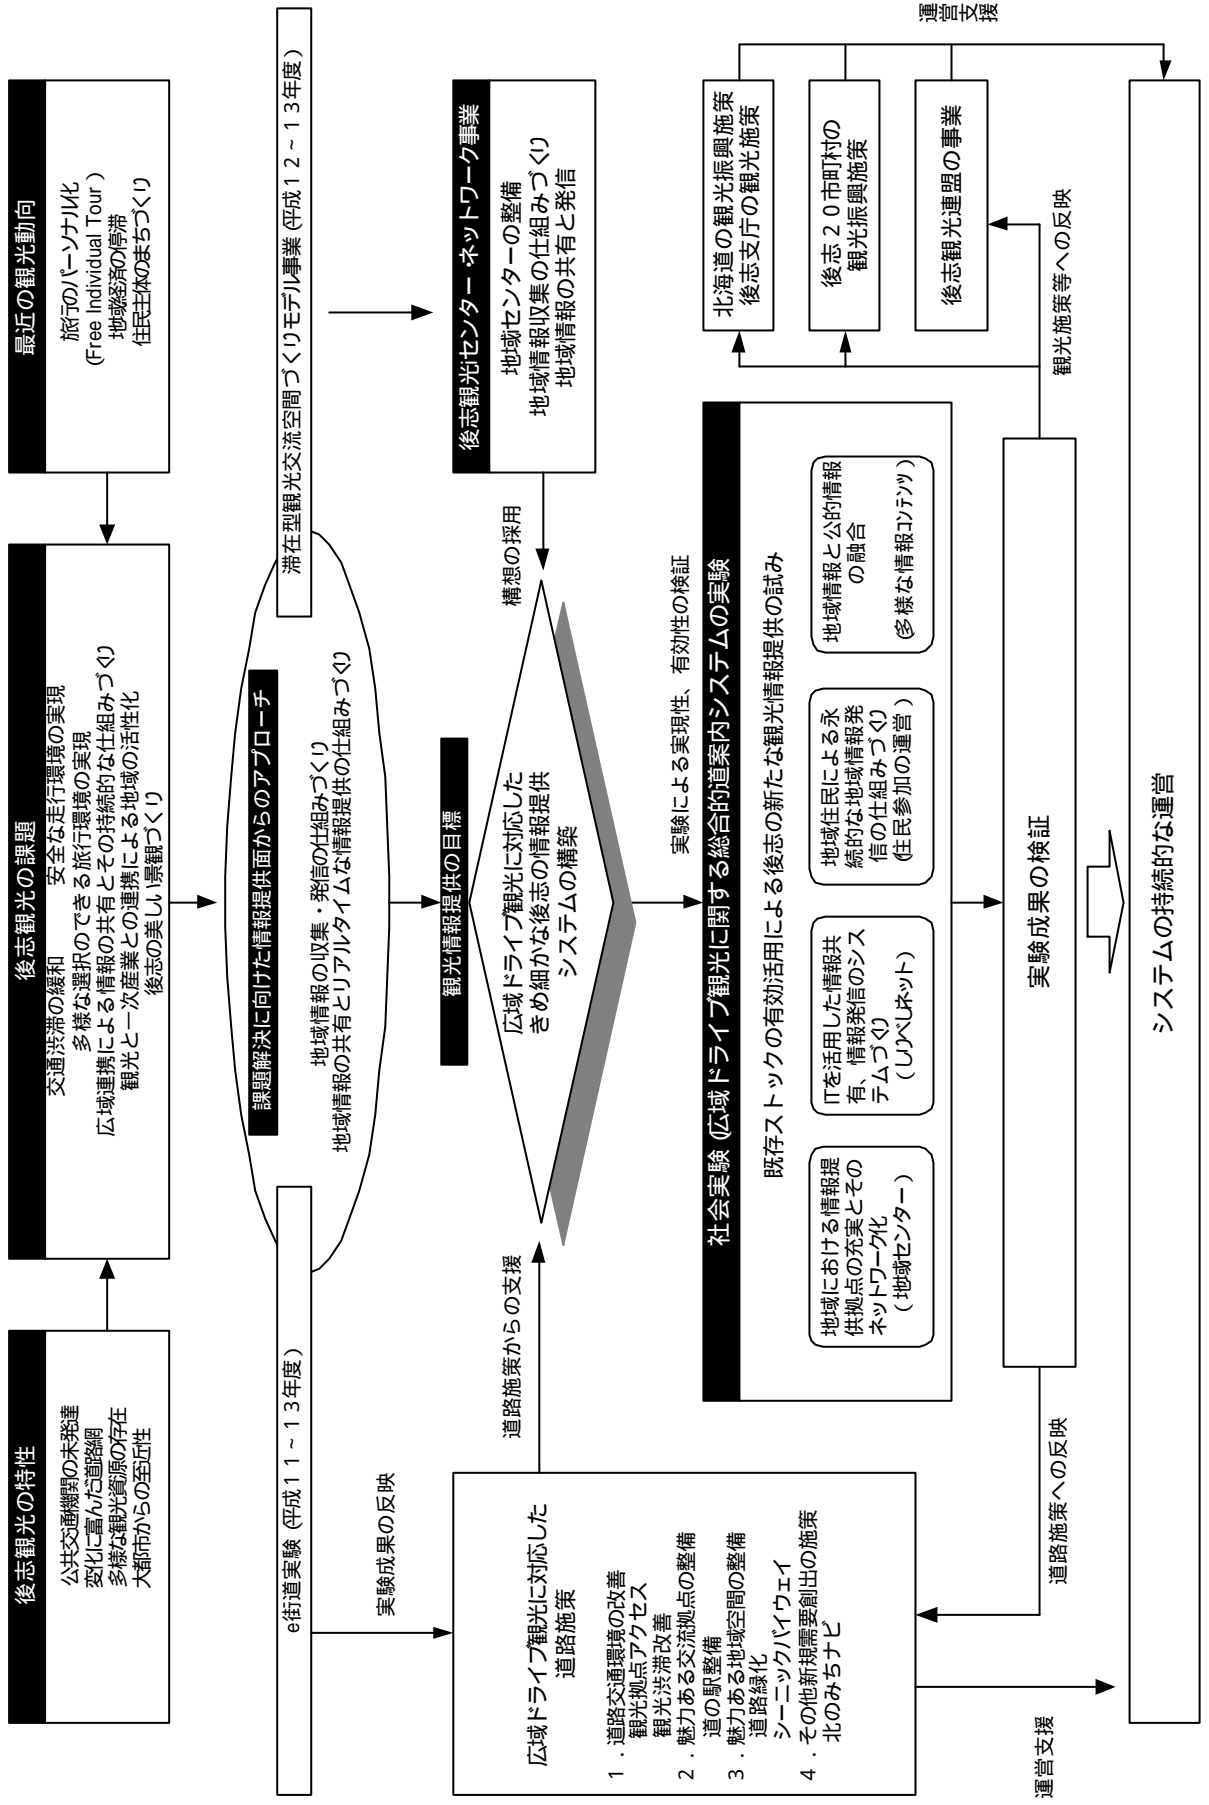 後志観光の特性
公共交通機関の未発達
変化に富んだ道路網
多様な観光資源の存在
大都市からの至近性
後志観光の課題
交通渋滞の緩和　安全な走行環境の実現
多様な選択のできる旅行環境の実現
広域連携による情報の共有とその持続的な仕組みづくり
観光と一次産業との連携による地域の活性化
後志の美しい景観づくり
最近の観光動向
旅行のパーソナル化
(Free Individual Tour )
地域経済の停滞
住民主体のまちづくり
e街道実験 (平成１１～１３年度 )
課題解決に向けた情報提供面からのアプローチ
地域情報の収集・発信の仕組みづくり
地域情報の共有とリアルタイムな情報提供の仕組みづくり
滞在型観光交流空間づくりモデル事業 (平成１２～１３年度 )
実験成果の反映
観光情報提供の目標
広域ドライブ観光に対応した
きめ細かな後志の情報提供
システムの構築
後志観光iセンター・ネットワーク事業
地域iセンターの整備
地域情報収集の仕組みづくり
地域情報の共有と発信
道路施策からの支援
構想の採用
広域ドライブ観光に対応した
道路施策
１．道路交通環境の改善
観光拠点アクセス
観光渋滞改善
２．魅力ある交流拠点の整備
道の駅整備
３．魅力ある地域空間の整備
道路緑化
シーニックバイウェイ
４．その他新規需要創出の施策
北のみちナビ
実験による実現性、有効性の検証
社会実験 (広域ドライブ観光に関する総合的道案内システムの実験
既存ストックの有効活用による後志の新たな観光情報提供の試み
地域における情報提
供拠点の充実とその
ネットワーク化
（地域センター）
ITを活用した情報共
有、情報発信のシス
テムづくり
（しりべしネット）
地域住民による永
続的な地域情報発
信の仕組みづくり
(住民参加の運営 )
地域情報と公的情報
の融合
(多様な情報コンテンツ )
北海道の観光振興施策
後志支庁の観光施策
後志２０市町村の
観光振興施策
後志観光連盟の事業
運営支援
道路施策への反映
実験成果の検証
観光施策等への反映
運営支援
システムの持続的な運営